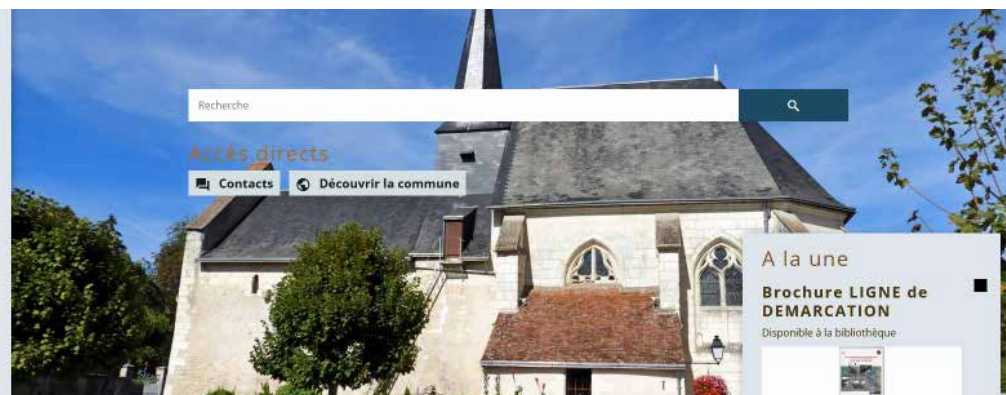 Recherche
Accès directs
Contacts
Découvrir la commune
A la une
Brochure LIGNE de
DEMARCATION
Disponible à la bibliothèque